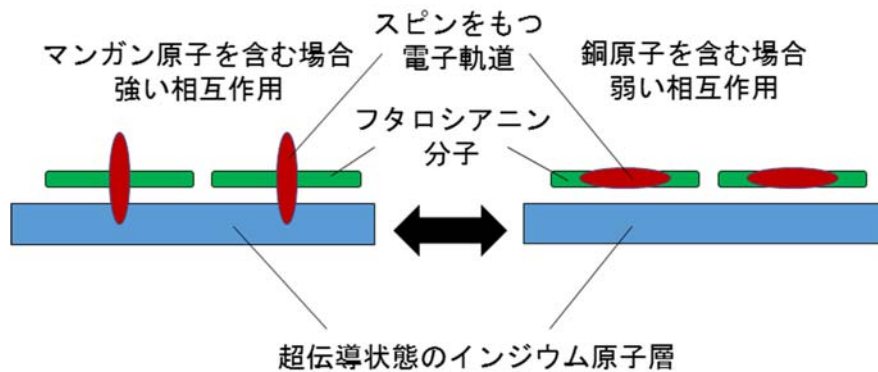 マンガン原子を含む場合
強い相互作用
スピンをもつ
電子軌道
銅原子を含む場合
弱い相互作用
フタロシアニン
分子
超伝導状態のインジウム原子層